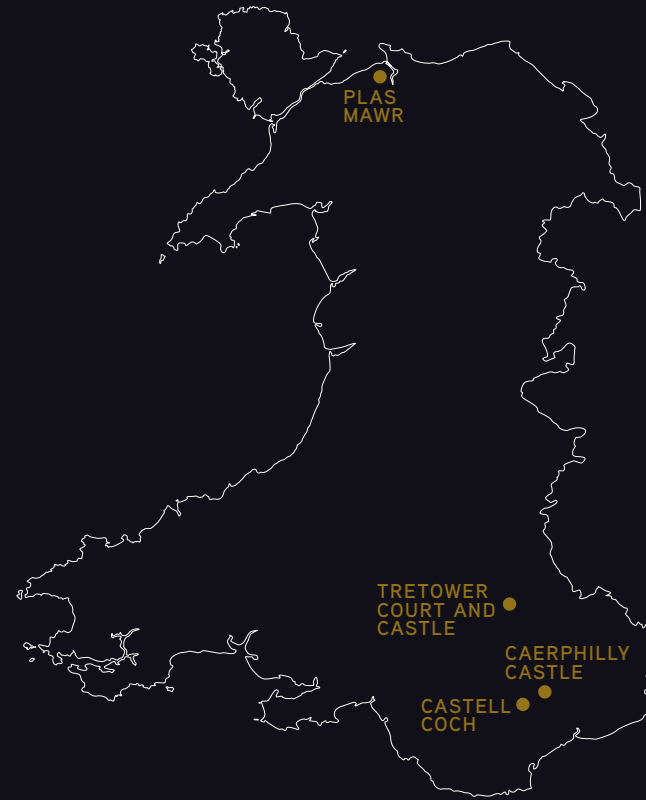 PLAS
MAWR
TRETOWER
COURT AND
CASTLE
CAERPHILLY
CASTLE
CASTELL
COCH